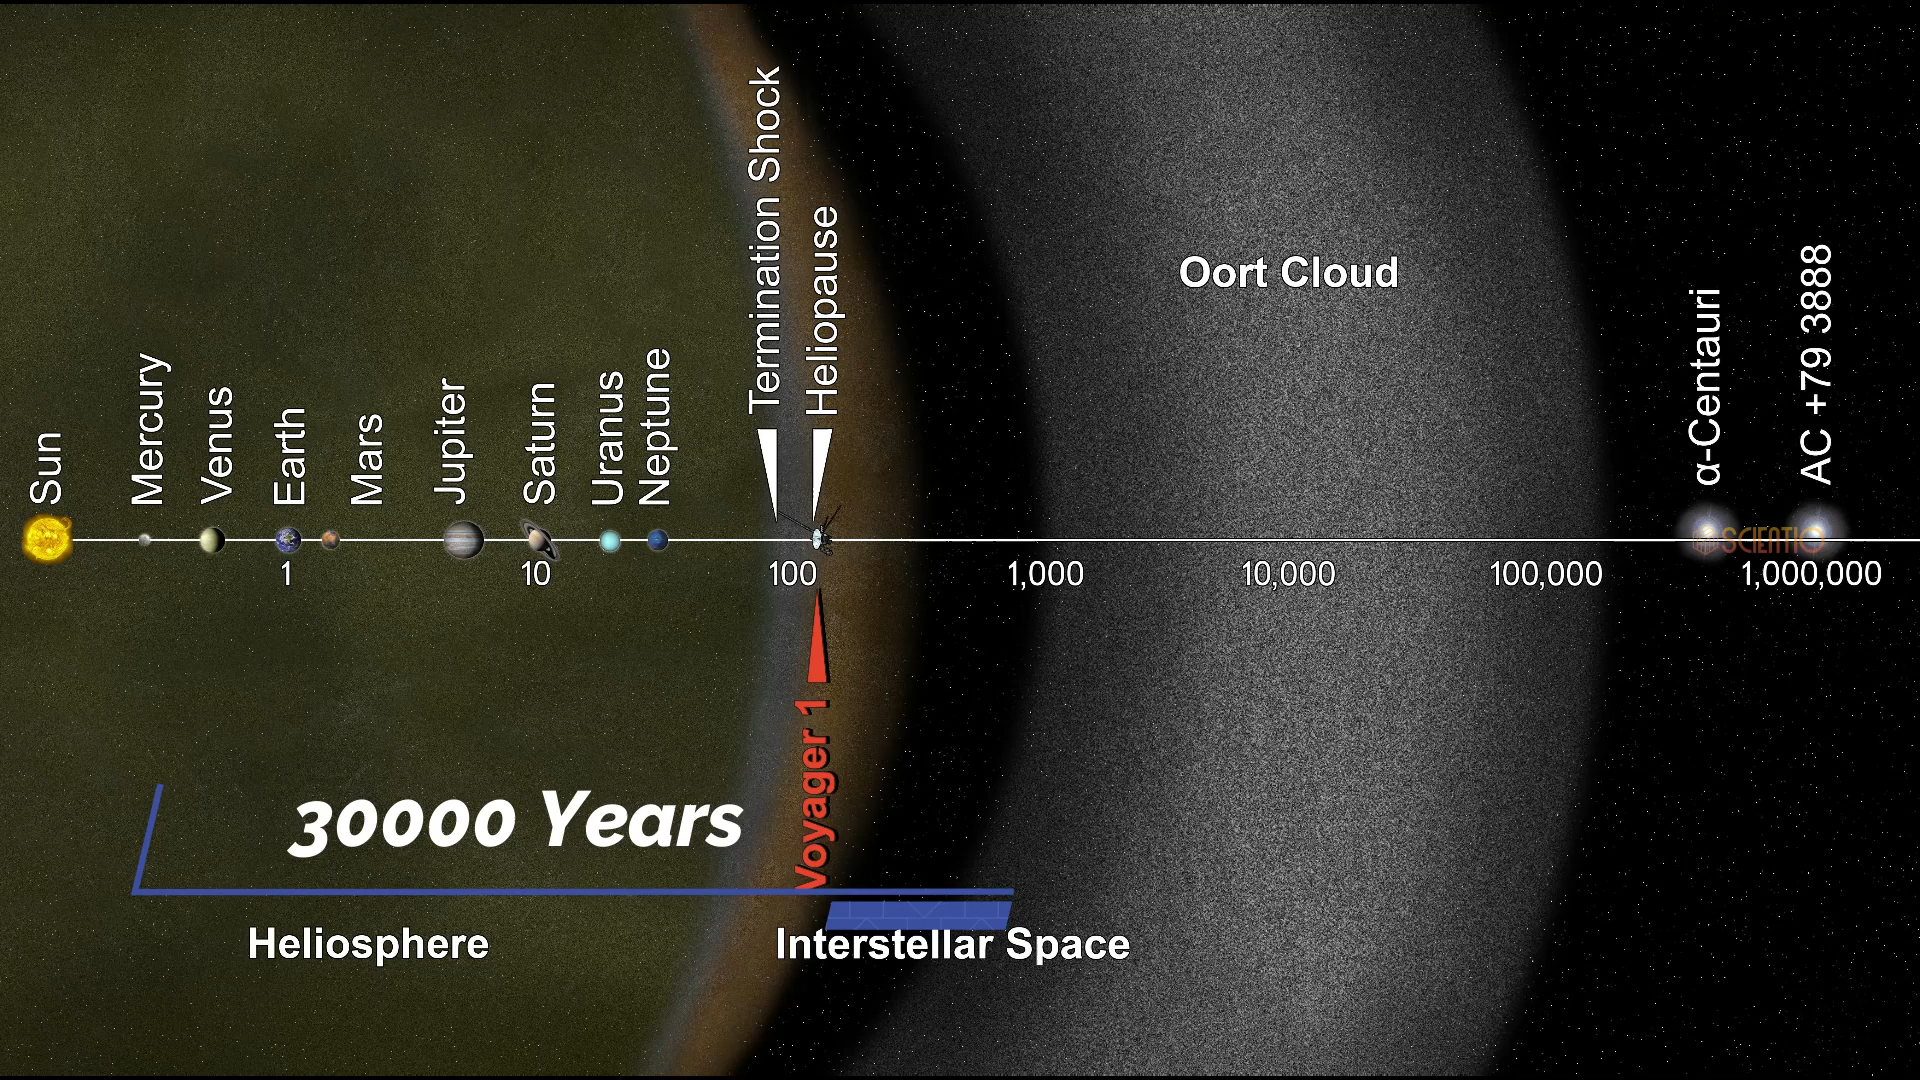 Sun
Mercury
Venus
Earth
Mars
Jupiter
Saturn
Uranus
Neptune
Termination Shock
Heliopause
Oort Cloud
α-Centauri
AC +79 3888
SCIENTIC
1
10
100
1,000
10,000
100,000
1,000,000
Voyager 1
30000 Years
Heliosphere
Interstellar Space